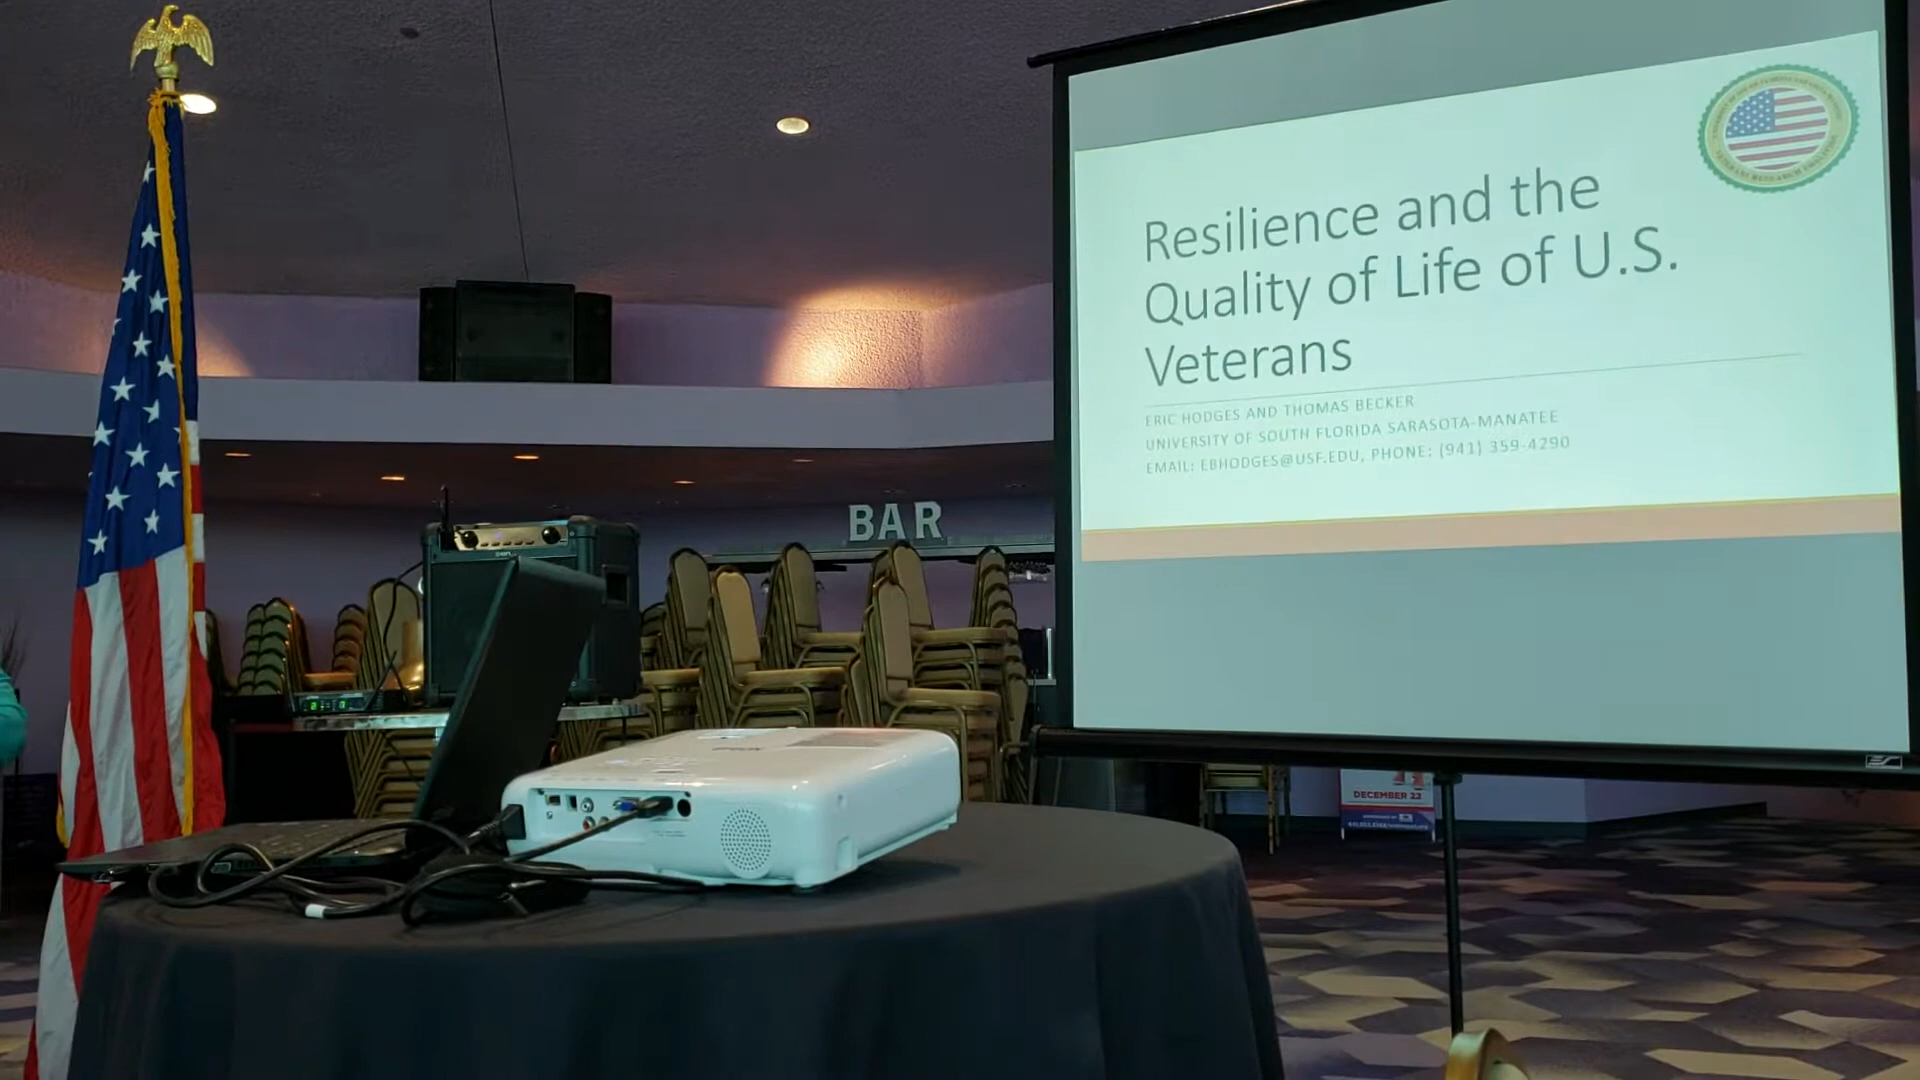 Resilience and the
Quality of Life of U.S.
Veterans
ERIC HODGES AND THOMAS BECKER
UNIVERSITY OF SOUTH FLORIDA SARASOTA-MANATEE
EMAIL: EBHODGES@USF.EDU, PHONE: (941) 359-4290
BAR
EPSON
DECEMBER 22